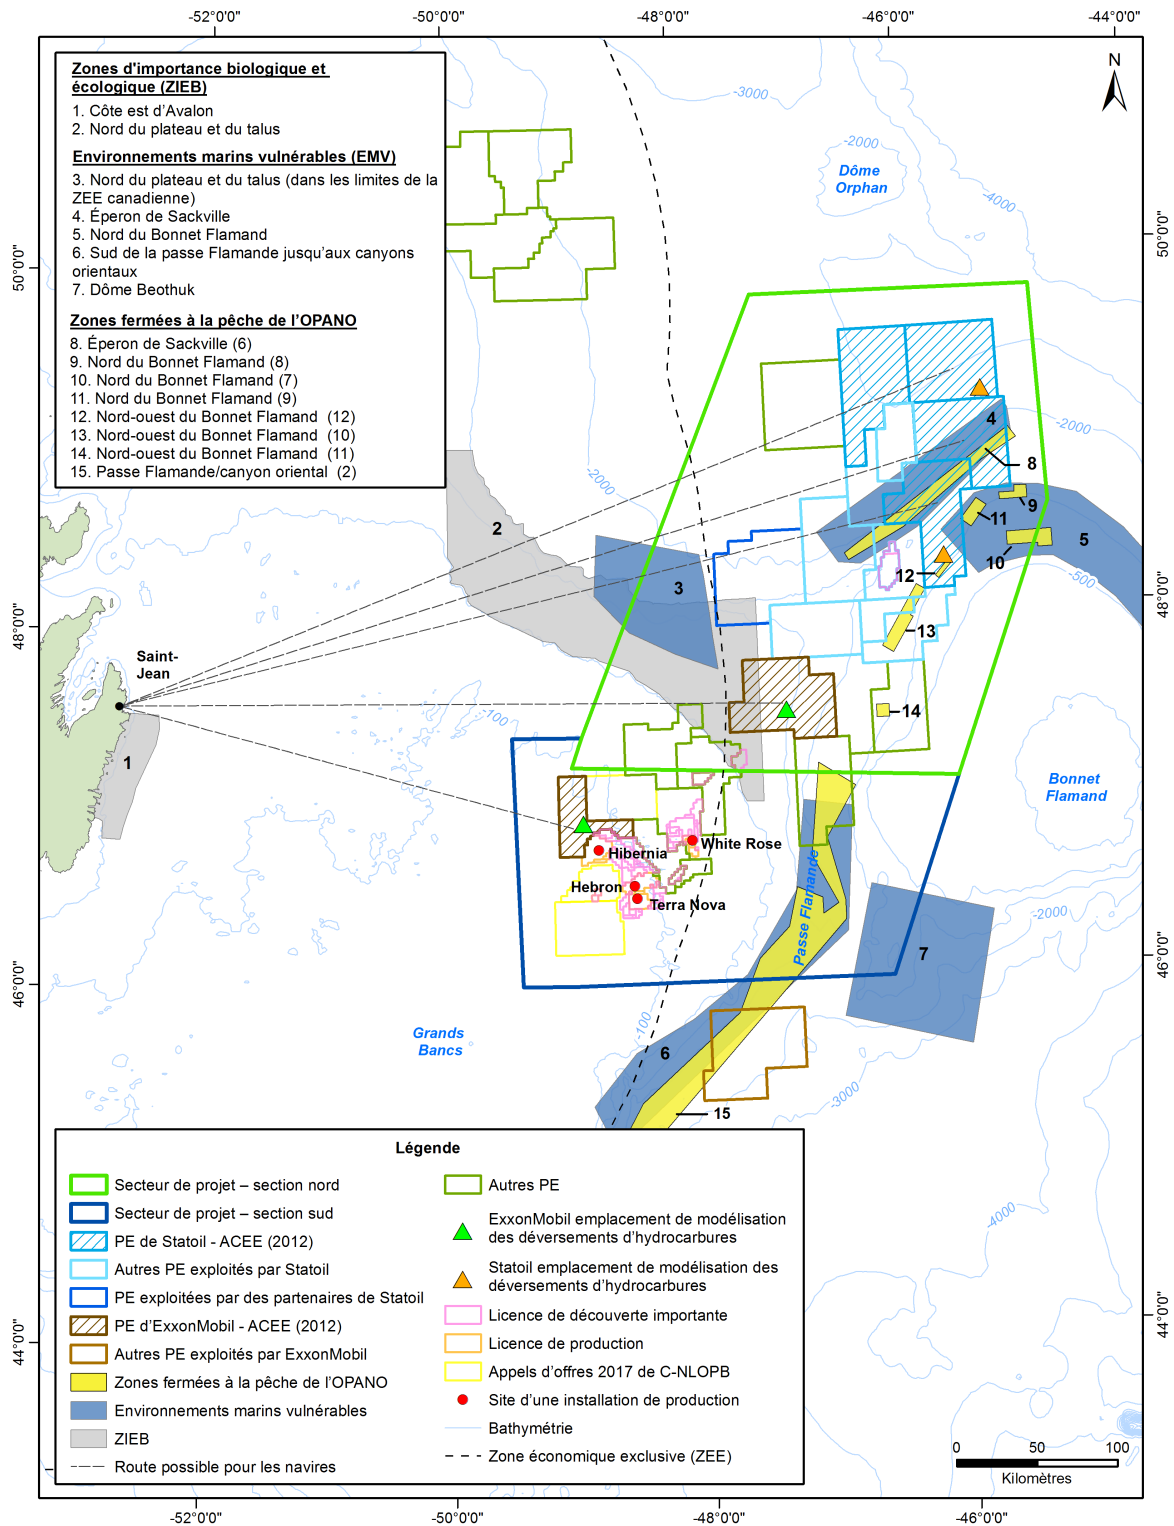 -52°0'0"
-50°0'0"
-48°0'0"
-46°0'0"
-44°0'0"
Zones d'importance biologique et
écologique (ZIEB)
1. Côte est d'Avalon
2. Nord du plateau et du talus
Environnements marins vulnérables (EMV)
3. Nord du plateau et du talus (dans les limites de la
ZEE canadienne)
4. Éperon de Sackville
5. Nord du Bonnet Flamand
6. Sud de la passe Flamande jusqu'aux canyons
orientaux
7. Dôme Beothuk
Zones fermées à la pêche de l'OPANO
8. Éperon de Sackville (6)
9. Nord du Bonnet Flamand (8)
10. Nord du Bonnet Flamand (7)
11. Nord du Bonnet Flamand (9)
12. Nord-ouest du Bonnet Flamand (12)
13. Nord-ouest du Bonnet Flamand (10)
14. Nord-ouest du Bonnet Flamand (11)
15. Passe Flamande/canyon oriental (2)
N
-3000
-2000
Dôme
Orphan
-4000
50°0'0"
50°0'0"
4
-2000
8
-2000
9
2
11
5
10
12
-500
3
48°0'0"
48°0'0"
13
Saint-
Jean
-100
14
1
Bonnet
Flamand
White Rose
Hibernia
Hebron
Terra Nova
Passe Flamande
-2000
7
46°0'0"
46°0'0"
-100
Grands
Bancs
6
-3000
15
-4000
44°0'0"
44°0'0"
Légende
Secteur de projet – section nord
Secteur de projet – section sud
PE de Statoil - ACEE (2012)
Autres PE exploités par Statoil
PE exploitées par des partenaires de Statoil
PE d'ExxonMobil - ACEE (2012)
Autres PE exploités par ExxonMobil
Zones fermées à la pêche de l'OPANO
Environnements marins vulnérables
ZIEB
Route possible pour les navires
Autres PE
ExxonMobil emplacement de modélisation
des déversements d'hydrocarbures
Statoil emplacement de modélisation des
déversements d'hydrocarbures
Licence de découverte importante
Licence de production
Appels d'offres 2017 de C-NLOPB
Site d'une installation de production
Bathymétrie
Zone économique exclusive (ZEE)
0 50 100
Kilomètres
-52°0'0"
-50°0'0"
-48°0'0"
-46°0'0"